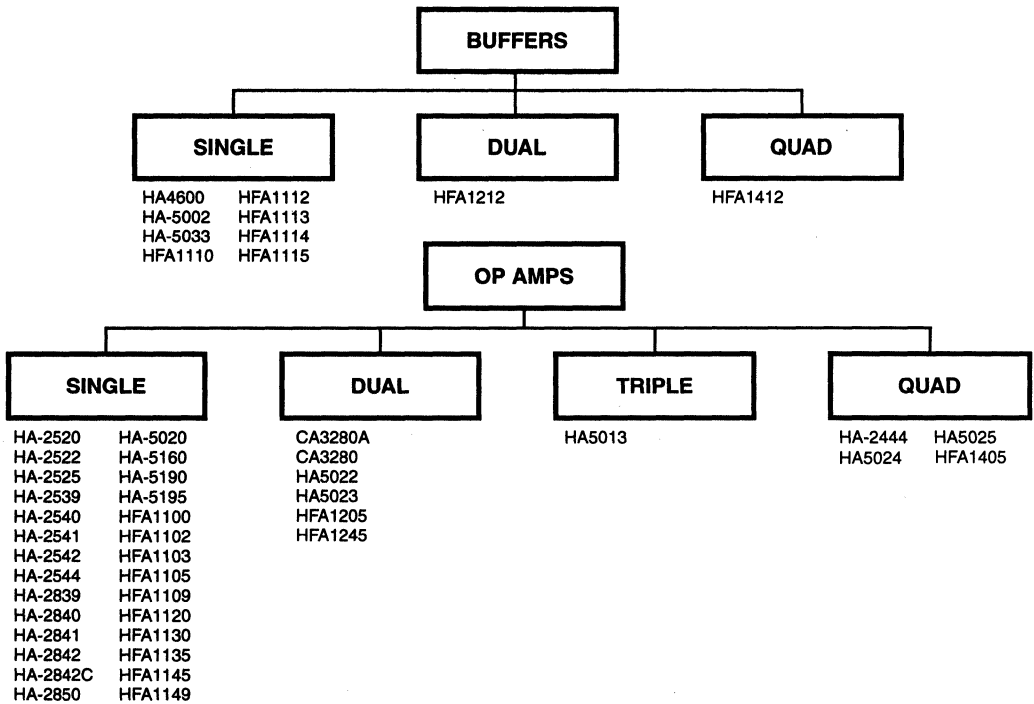 BUFFERS
SINGLE DUAL QUAD
HA4600 HFA1112 HFA1212 HFA1412
HA-5002 HFA1113
HA-5033 HFA1114
HFA1110 HFA1115
OP AMPS
SINGLE DUAL TRIPLE QUAD
HA-2520 HA-5020 CA3280A HA5013 HA-2444 HA5025
HA-2522 HA-5160 CA3280 HA5024 HFA1405
HA-2525 HA-5190 HA5022
HA-2539 HA-5195 HA5023
HA-2540 HFA1100 HFA1205
HA-2541 HFA1102 HFA1245
HA-2542 HFA1103
HA-2544 HFA1105
HA-2839 HFA1109
HA-2840 HFA1120
HA-2841 HFA1130
HA-2842 HFA1135
HA-2842C HFA1145
HA-2850 HFA1149